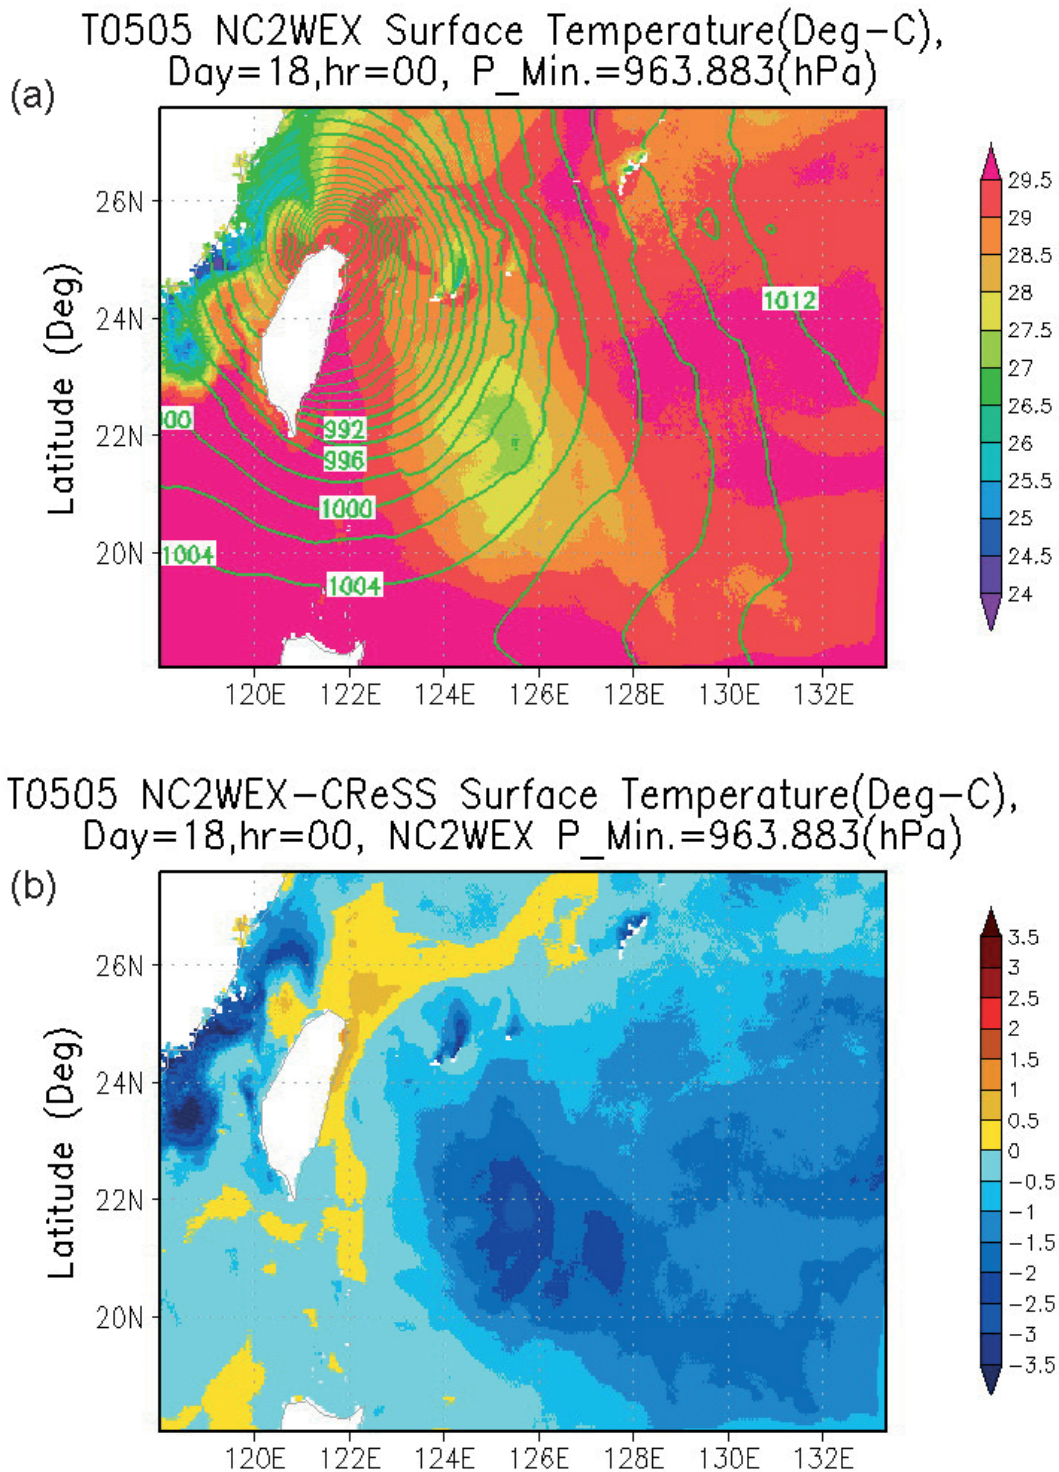 T0505 NC2WEX Surface Temperature(Deg-C),
Day=18,hr=00, P_Min.=963.883(hPa)
(a)
29.5
29
28.5
28
27.5
27
26.5
26
25.5
25
24.5
24
26N
24N
22N
20N
Latitude (Deg)
1012
00
992
996
1000
1004
1004
120E 122E 124E 126E 128E 130E 132E
T0505 NC2WEX-CReSS Surface Temperature(Deg-C),
Day=18,hr=00, NC2WEX P_Min.=963.883(hPa)
(b)
3.5
3
2.5
2
1.5
1
0.5
0
-0.5
-1
-1.5
-2
-2.5
-3
-3.5
26N
24N
22N
20N
Latitude (Deg)
120E 122E 124E 126E 128E 130E 132E